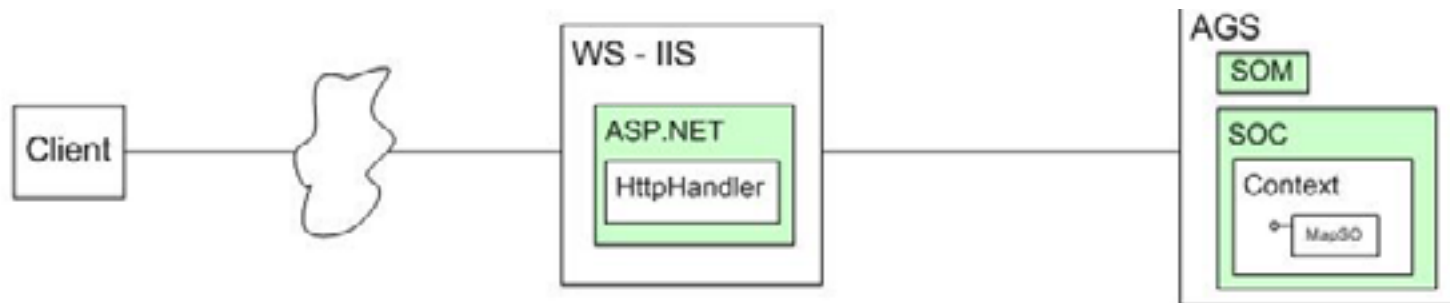 Client
WS - IIS
ASP.NET
HttpHandler
AGS
SOM
SOC
Context
MapSO